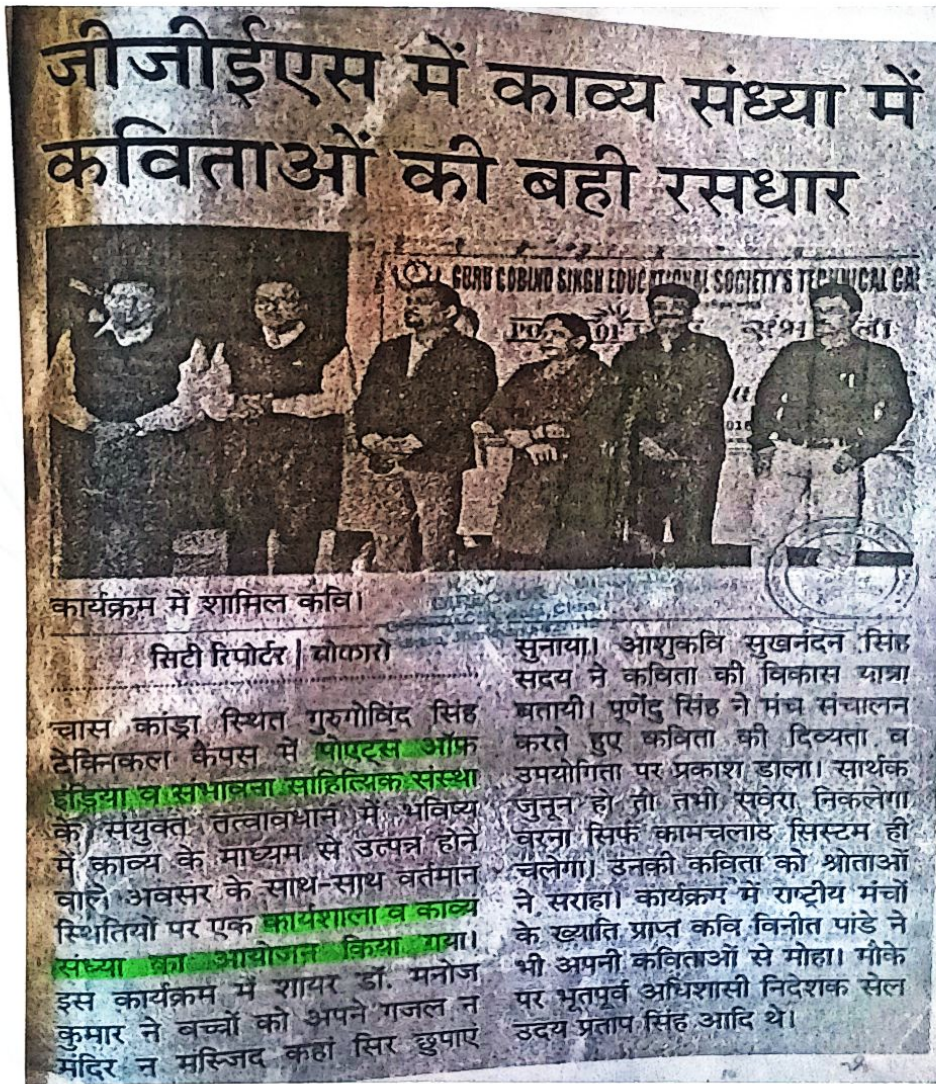 जीजीईएस में काव्य संध्या में
कविताओं की बही रसधार
GURU GOBIND SINGH EDUCATIONAL SOCIETY'S TECHNICAL CA
कार्यक्रम में शामिल कवि।
सिटी रिपोर्टर | बोकारो
चास कांड्रा स्थित गुरुगोविंद सिंह
टेक्निकल कैंपस में पोएट्स ऑफ
इंडिया व संभावना साहित्यिक संस्था
के संयुक्त तत्वावधान में भविष्य
में काव्य के माध्यम से उत्पन्न होने
वाले अवसर के साथ-साथ वर्तमान
स्थितियों पर एक कार्यशाला व काव्य
संध्या का आयोजन किया गया।
इस कार्यक्रम में शायर डॉ. मनोज
कुमार ने बच्चों को अपने गजल न
मंदिर न मस्जिद कहां सिर छुपाएं
सुनाया। आशुकवि सुखनंदन सिंह
सदय ने कविता की विकास यात्रा
बतायी। पूर्णेंदु सिंह ने मंच संचालन
करते हुए कविता की दिव्यता व
उपयोगिता पर प्रकाश डाला। सार्थक
जुनून हो तो तभी सवेरा निकलेगा
वरना सिर्फ कामचलाऊ सिस्टम ही
चलेगा। उनकी कविता को श्रोताओं
ने सराहा। कार्यक्रम में राष्ट्रीय मंचों
के ख्याति प्राप्त कवि विनीत पांडे ने
भी अपनी कविताओं से मोहा। मौके
पर भूतपूर्व अधिशासी निदेशक सेल
उदय प्रताप सिंह आदि थे।